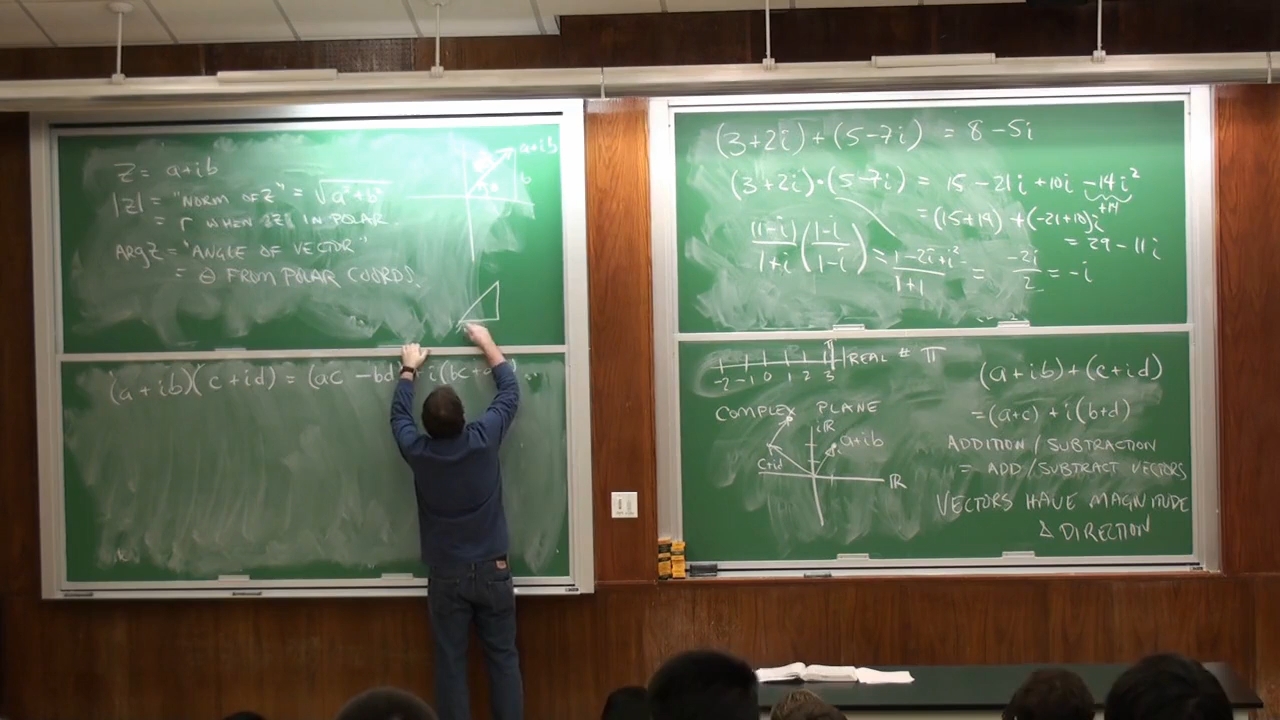 Z = a+ib
|Z| = "NORM OF Z" = √a²+b²
= r WHEN IN POLAR
ARG Z = "ANGLE OF VECTOR"
= θ FROM POLAR COORDS.
a+ib
b
(a+ib)(c+id) = (ac -bd) + i(bc+
(3+2i)+(5-7i) = 8-5i
(3+2i)·(5-7i) = 15-21i+10i-14i²
+14
=(15+14)+(-21+10)i
= 29-11i
(1-i)/1+i (1-i/1-i) = 1-2i+i²/1+1 = -2i/2 = -i
-2 -1 0 1 2 3 REAL # π
COMPLEX PLANE
iR
a+ib
C+id
R
(a+ib)+(c+id)
=(a+c)+i(b+d)
ADDITION/SUBTRACTION
= ADD/SUBTRACT VECTORS
VECTORS HAVE MAGNITUDE
& DIRECTION